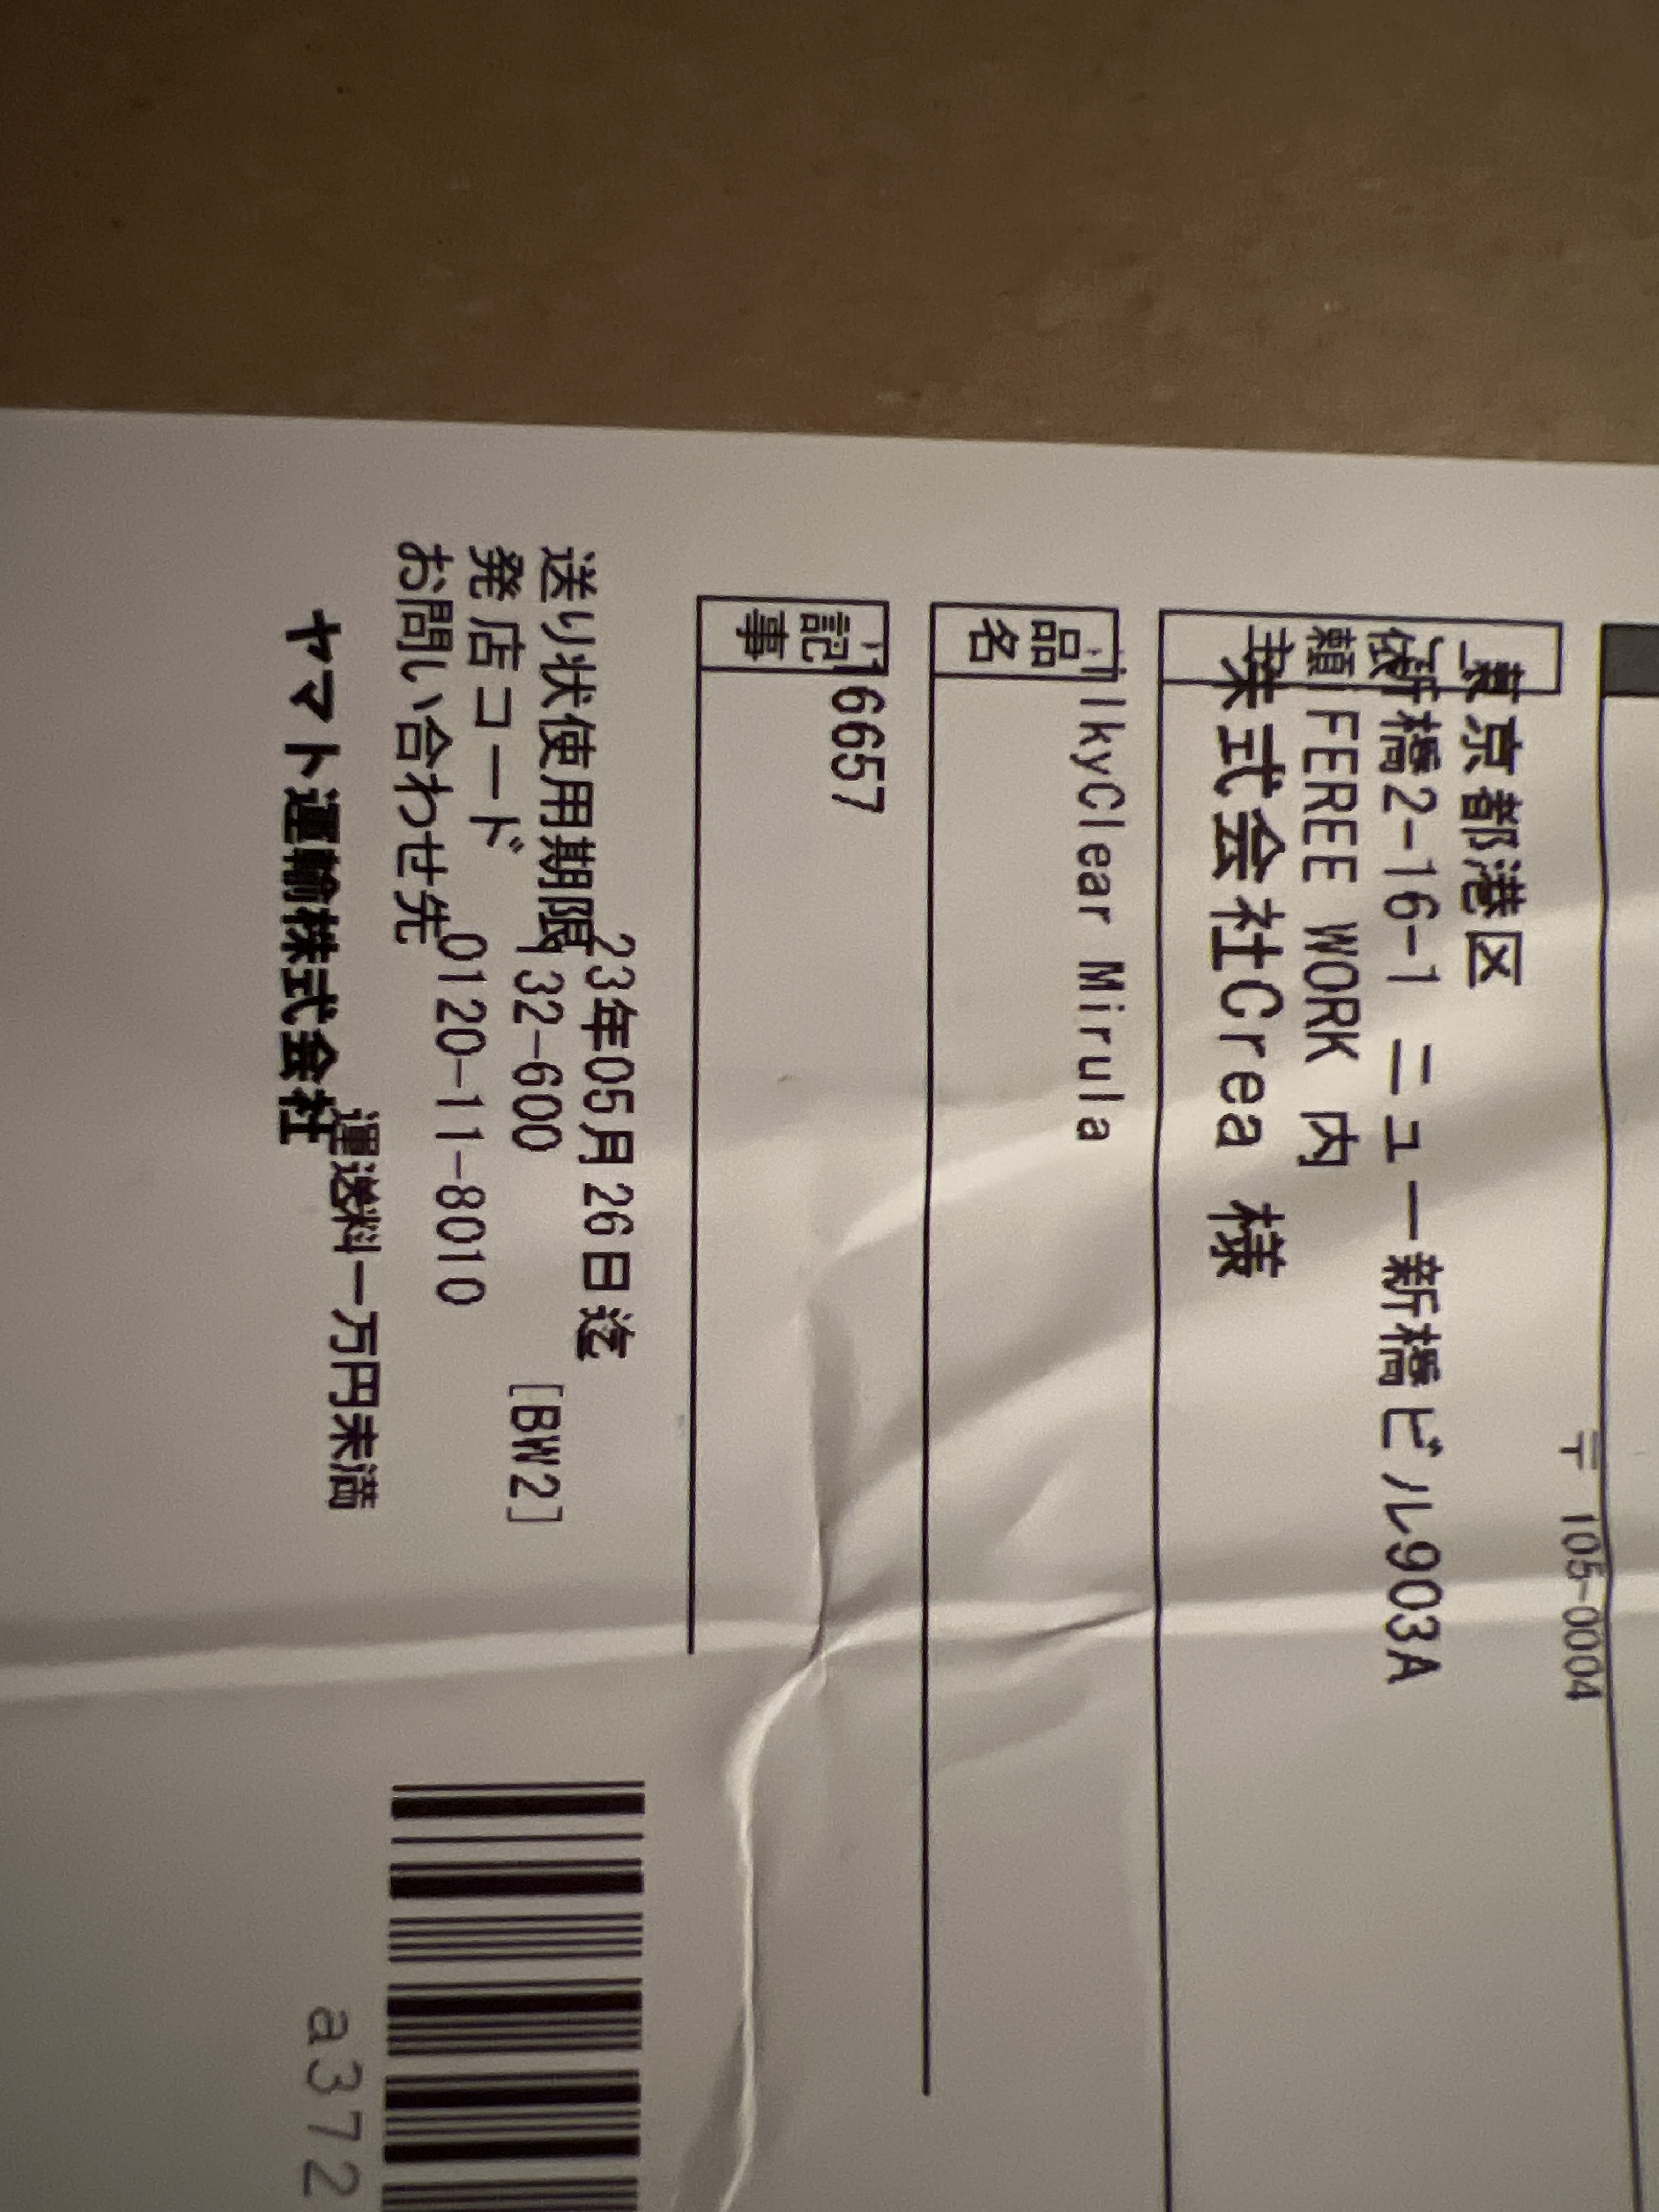 〒 105-0004
東京都港区
新橋2-16-1 ニュー新橋ビル903A
FEREE WORK 内
株式会社Crea 様
依頼
品名
ilkyClear Mirula
記事
6657
送り状使用期限 23年05月26日迄
発店コード 132-600 [BW2]
お問い合わせ先 0120-11-8010
運送料一万円未満
ヤマト運輸株式会社
a372